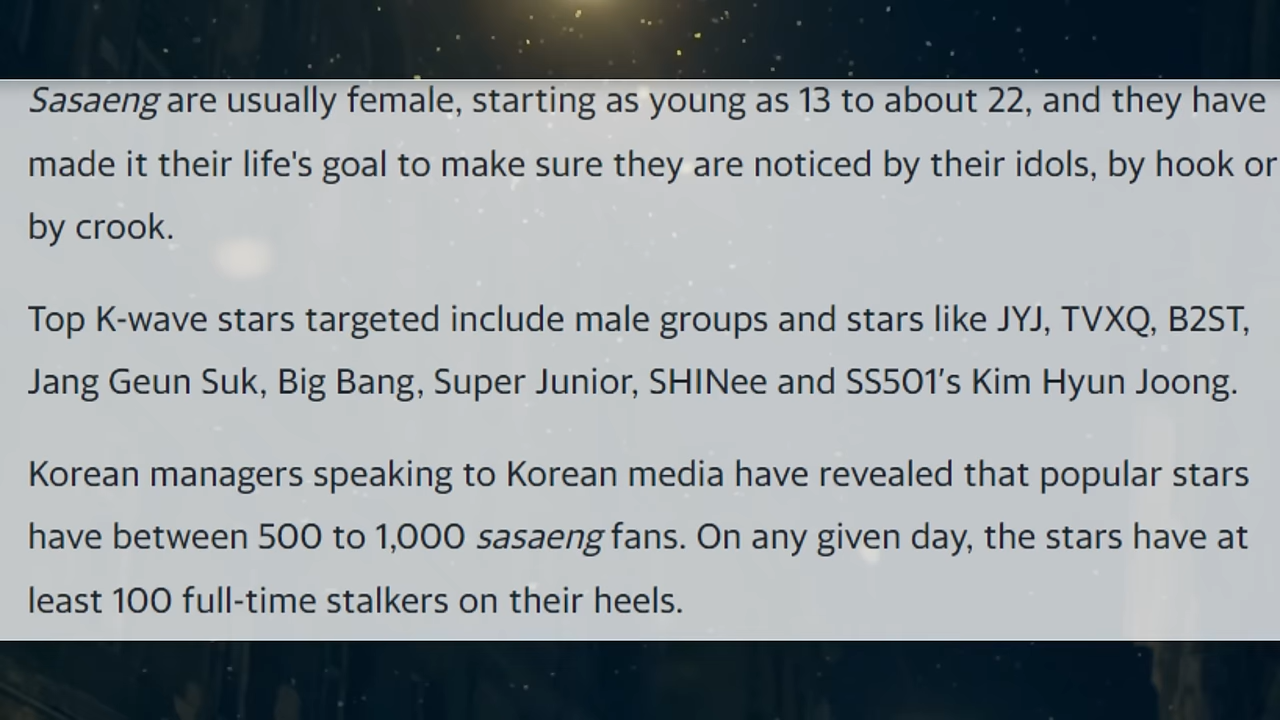 Sasaeng are usually female, starting as young as 13 to about 22, and they have
made it their life's goal to make sure they are noticed by their idols, by hook or
by crook.
Top K-wave stars targeted include male groups and stars like JYJ, TVXQ, B2ST,
Jang Geun Suk, Big Bang, Super Junior, SHINee and SS501's Kim Hyun Joong.
Korean managers speaking to Korean media have revealed that popular stars
have between 500 to 1,000 sasaeng fans. On any given day, the stars have at
least 100 full-time stalkers on their heels.